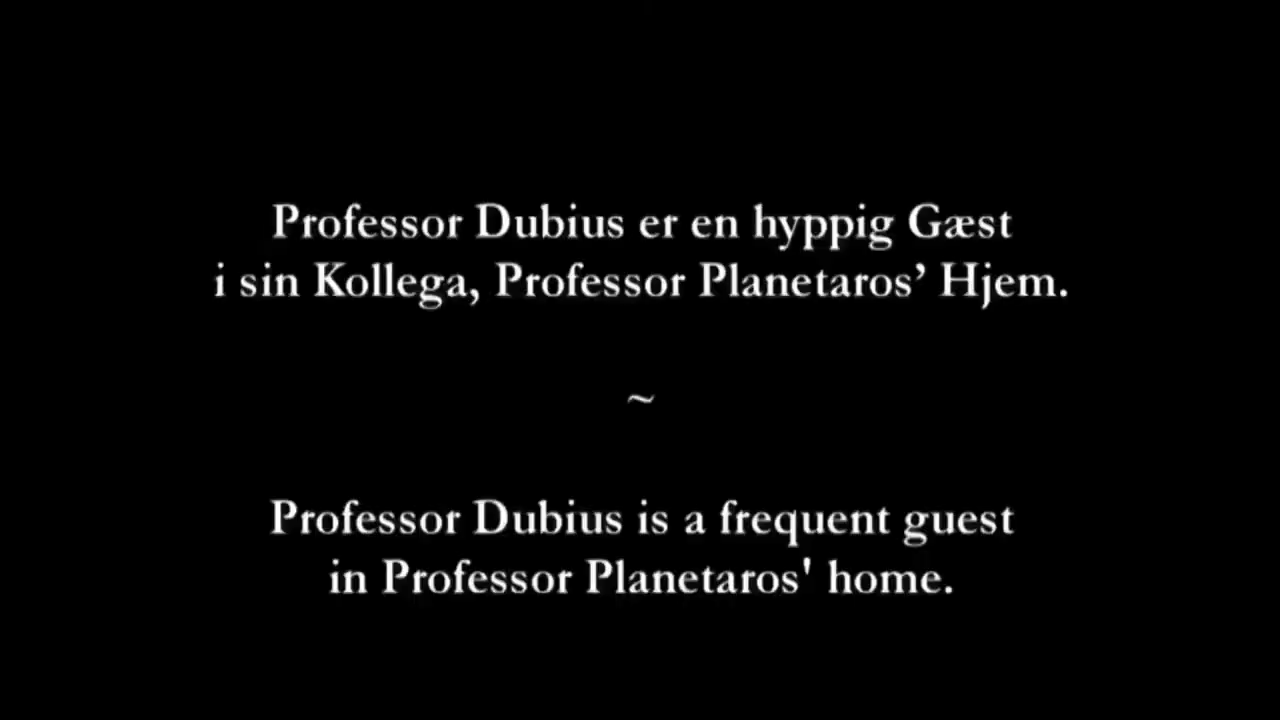 Professor Dubius er en hyppig Gæst
i sin Kollega, Professor Planetaros’ Hjem.
~
Professor Dubius is a frequent guest
in Professor Planetaros' home.